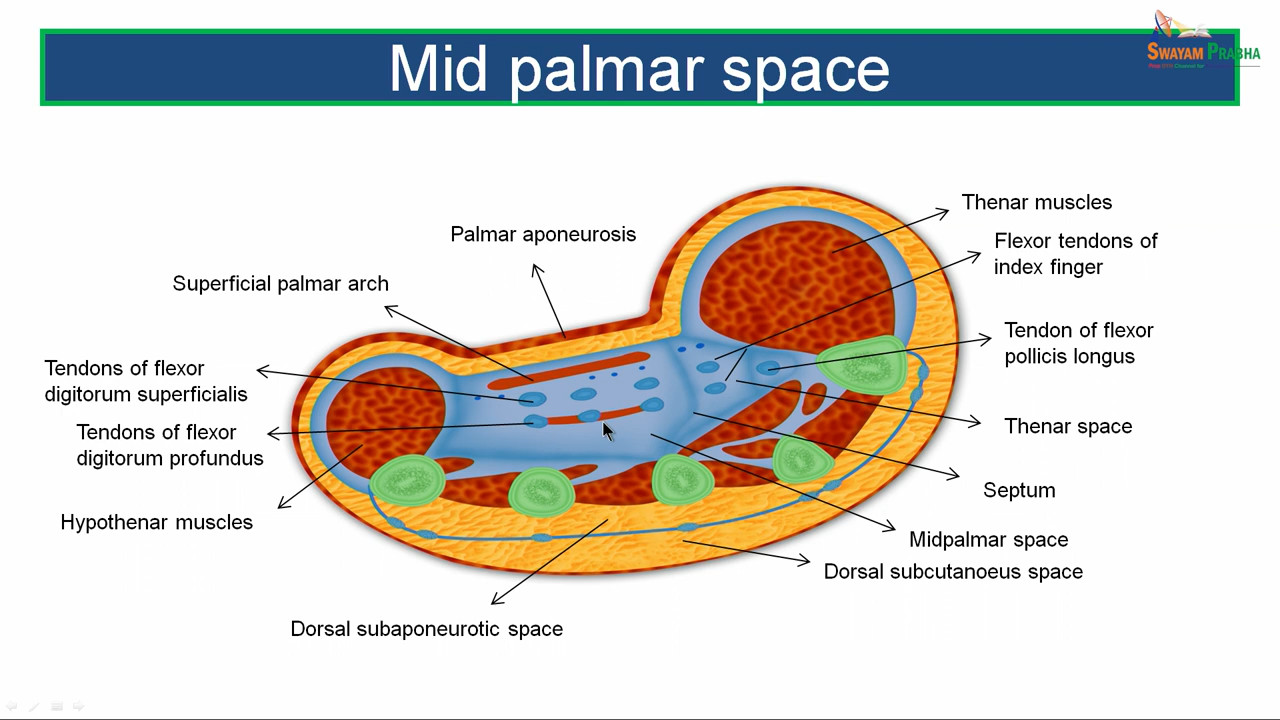 Mid palmar space
SWAYAM PRABHA
Thenar muscles
Palmar aponeurosis
Flexor tendons of
index finger
Superficial palmar arch
Tendon of flexor
pollicis longus
Tendons of flexor
digitorum superficialis
Tendons of flexor
digitorum profundus
Thenar space
Septum
Hypothenar muscles
Midpalmar space
Dorsal subcutanoeus space
Dorsal subaponeurotic space